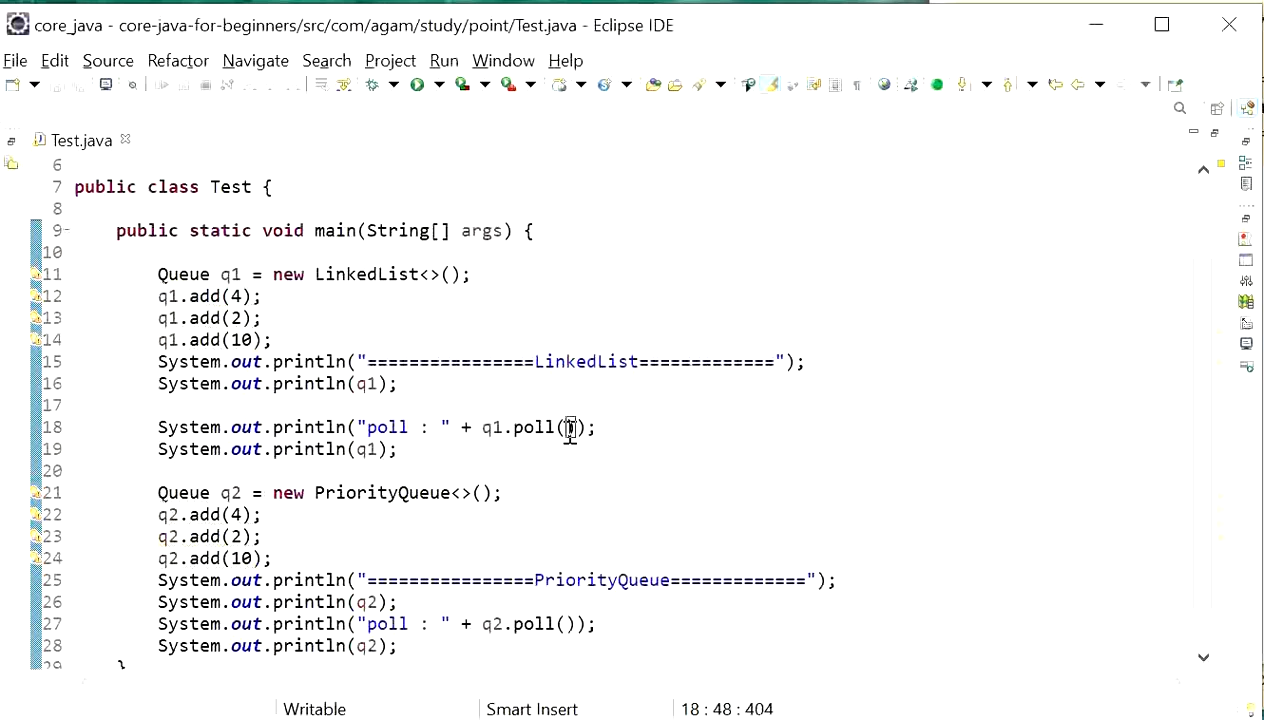 core_java - core-java-for-beginners/src/com/agam/study/point/Test.java - Eclipse IDE
File Edit Source Refactor Navigate Search Project Run Window Help
Test.java
6
7 public class Test {
8
9 public static void main(String[] args) {
10
11 Queue q1 = new LinkedList<>();
12 q1.add(4);
13 q1.add(2);
14 q1.add(10);
15 System.out.println("================LinkedList=============");
16 System.out.println(q1);
17
18 System.out.println("poll : " + q1.poll());
19 System.out.println(q1);
20
21 Queue q2 = new PriorityQueue<>();
22 q2.add(4);
23 q2.add(2);
24 q2.add(10);
25 System.out.println("================PriorityQueue=============");
26 System.out.println(q2);
27 System.out.println("poll : " + q2.poll());
28 System.out.println(q2);
29 }
Writable Smart Insert 18 : 48 : 404